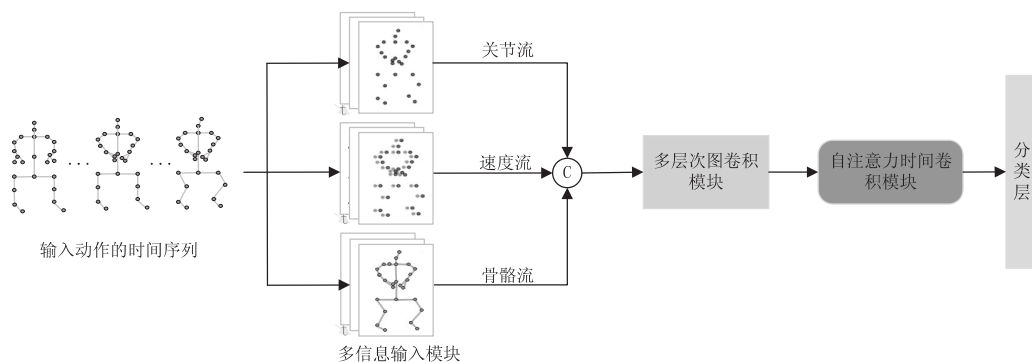 关节流
速度流
骨骼流
C
多层次图卷积
模块
自注意力时间卷
积模块
分类层
输入动作的时间序列
多信息输入模块